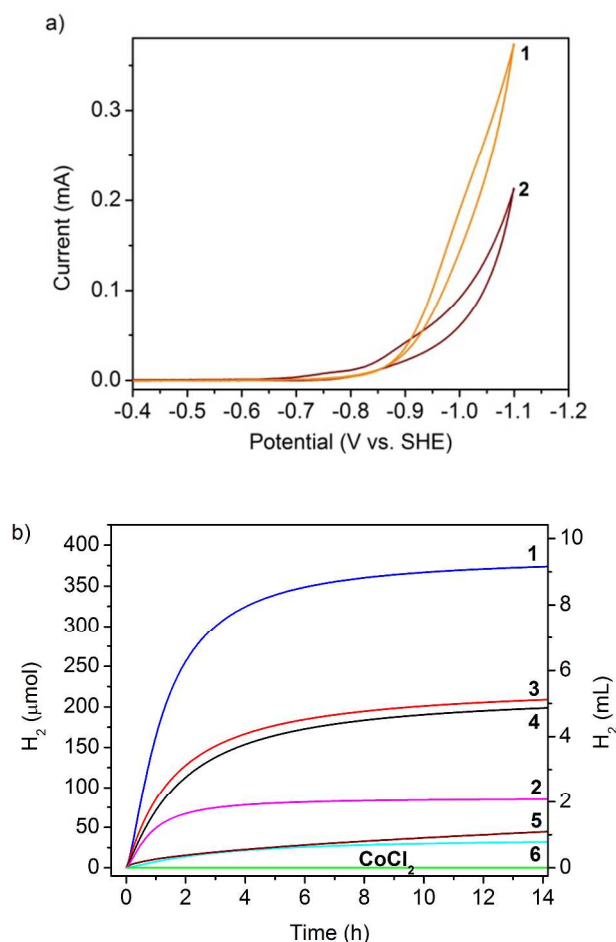 a)
0.3
0.2
0.1
0.0
Current (mA)
1
2
-0.4 -0.5 -0.6 -0.7 -0.8 -0.9 -1.0 -1.1 -1.2
Potential (V vs. SHE)
b)
400
350
300
250
200
150
100
50
0
H2 (μmol)
10
8
6
4
2
0
H2 (mL)
1
3
4
2
5
6
CoCl2
0 2 4 6 8 10 12 14
Time (h)